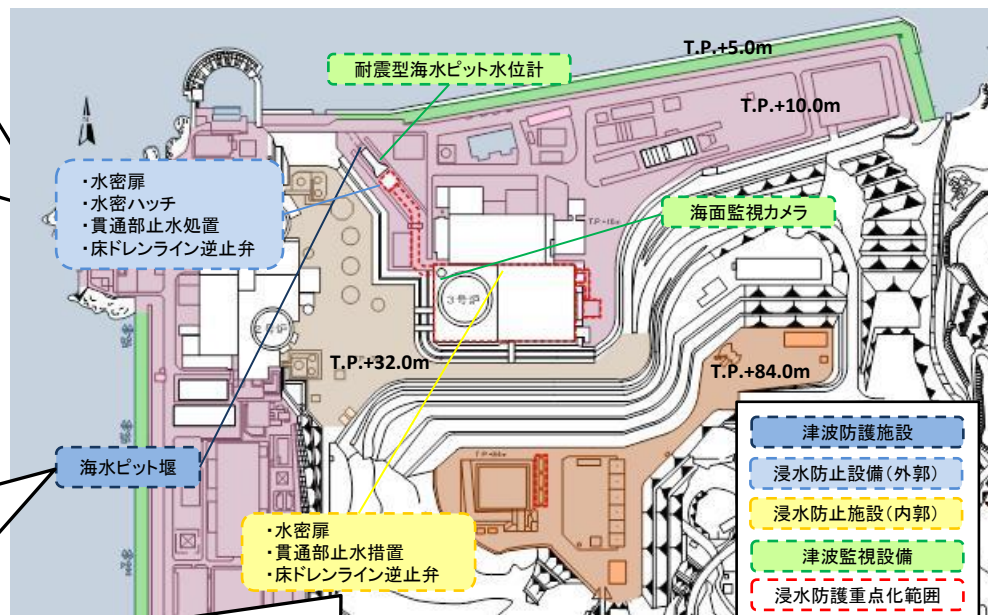 T.P.+5.0m
耐震型海水ピット水位計
T.P.+10.0m
・水密扉
・水密ハッチ
・貫通部止水処置
・床ドレンライン逆止弁
海面監視カメラ
3号炉
2号炉
T.P.+32.0m
T.P.+84.0m
海水ピット堰
・水密扉
・貫通部止水措置
・床ドレンライン逆止弁
津波防護施設
浸水防止設備(外郭)
浸水防止施設(内郭)
津波監視設備
浸水防護重点化範囲